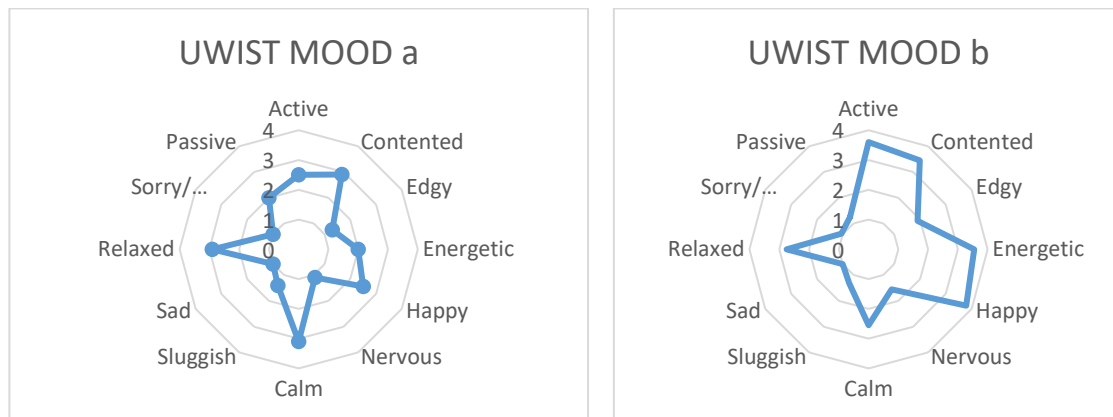 UWIST MOOD a
Active
Contented
Edgy
Energetic
Happy
Nervous
Calm
Sluggish
Sad
Relaxed
Sorry/...
Passive
4
3
2
1
0
UWIST MOOD b
Active
Contented
Edgy
Energetic
Happy
Nervous
Calm
Sluggish
Sad
Relaxed
Sorry/...
Passive
4
3
2
1
0